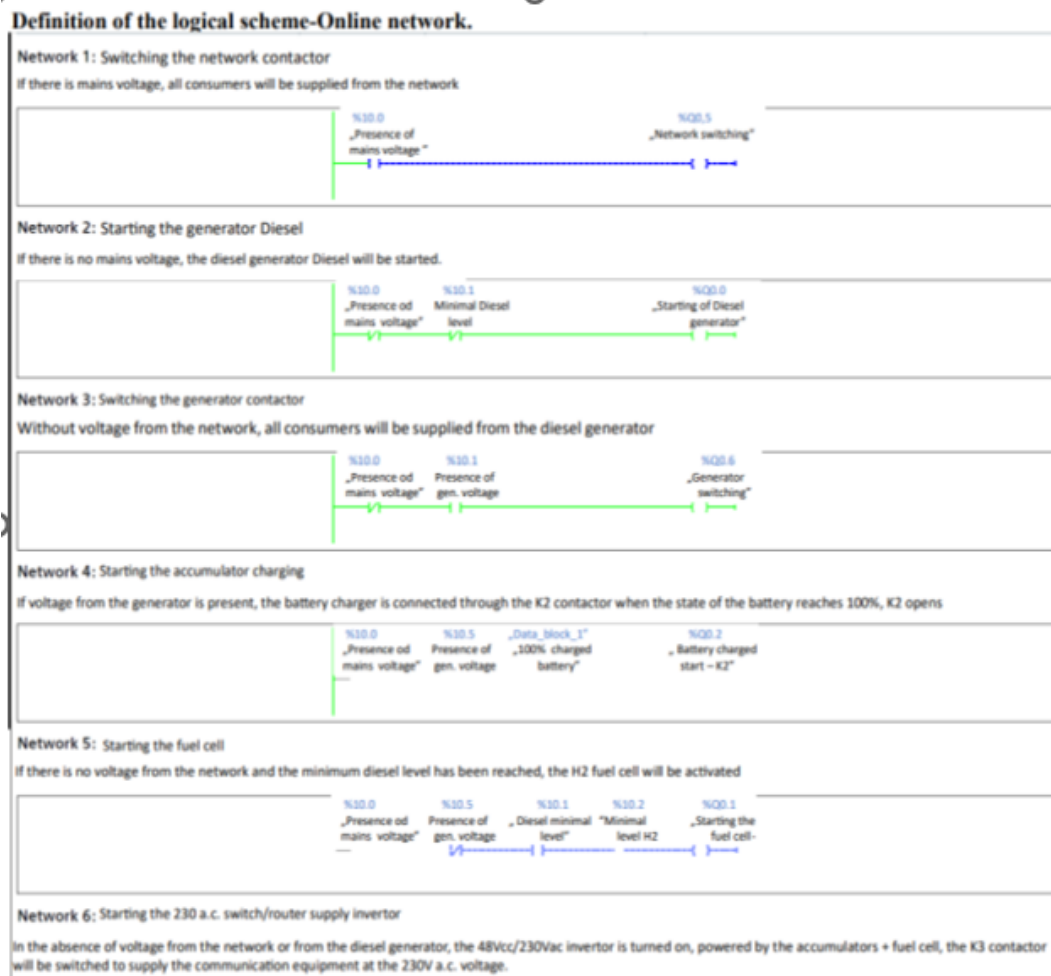 Definition of the logical scheme-Online network.
Network 1: Switching the network contactor
If there is mains voltage, all consumers will be supplied from the network
%10.0 %Q0,5
„Presence of „Network switching"
mains voltage "
Network 2: Starting the generator Diesel
If there is no mains voltage, the diesel generator Diesel will be started.
%10.0 %10.1 %Q0.0
„Presence od Minimal Diesel „Starting of Diesel
mains voltage" level generator"
Network 3: Switching the generator contactor
Without voltage from the network, all consumers will be supplied from the diesel generator
%10.0 %10.1 %Q0.6
„Presence od Presence of „Generator
mains voltage" gen. voltage switching"
Network 4: Starting the accumulator charging
If voltage from the generator is present, the battery charger is connected through the K2 contactor when the state of the battery reaches 100%, K2 opens
%10.0 %10.5 „Data_block_1" %Q0.2
„Presence od Presence of „100% charged „ Battery charged
mains voltage" gen. voltage battery" start – K2"
Network 5: Starting the fuel cell
If there is no voltage from the network and the minimum diesel level has been reached, the H2 fuel cell will be activated
%10.0 %10.5 %10.1 %10.2 %Q0.1
„Presence od Presence of „ Diesel minimal "Minimal „Starting the
mains voltage" gen. voltage level" level H2 fuel cell-
Network 6: Starting the 230 a.c. switch/router supply invertor
In the absence of voltage from the network or from the diesel generator, the 48Vcc/230Vac invertor is turned on, powered by the accumulators + fuel cell, the K3 contactor
will be switched to supply the communication equipment at the 230V a.c. voltage.